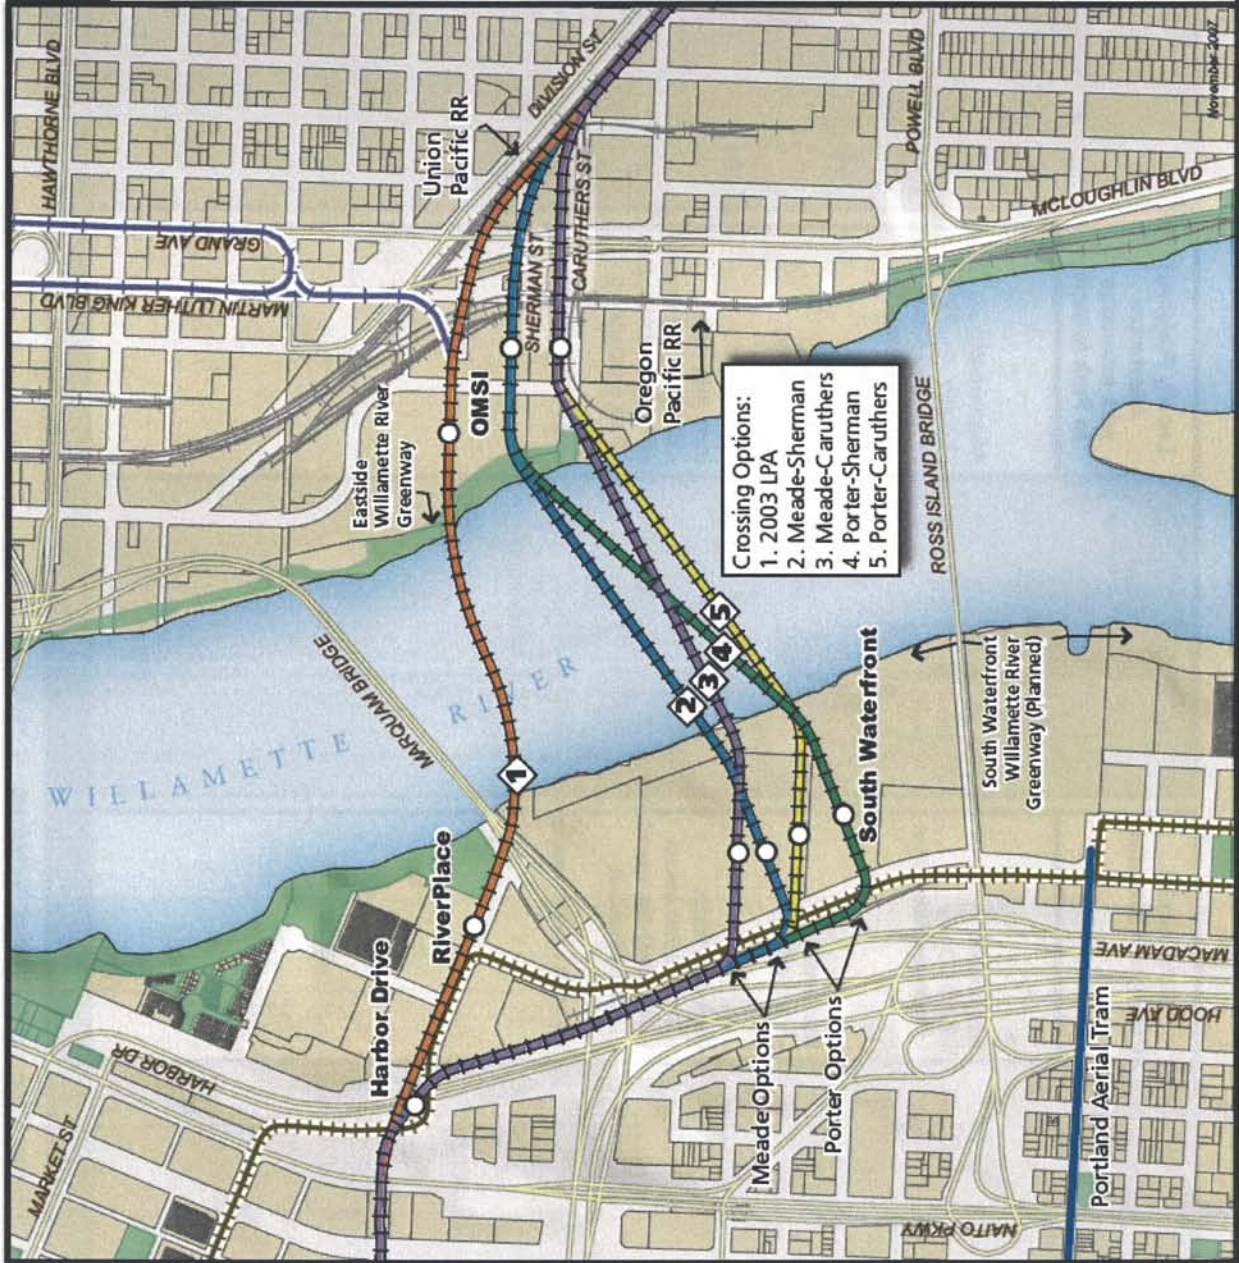 MARKET ST
HARBOR DR
Harbor Drive
RiverPlace
WILLAMETTE RIVER
MARQUAM BRIDGE
Eastside
Willamette River
Greenway
OMSI
MARTIN LUTHER KING BLVD
GRAND AVE
HAWTHORNE BLVD
Union
Pacific RR
DIVISION ST
SHERMAN ST
CARUTHERS ST
Oregon
Pacific RR
POWELL BLVD
MCLOUGHLIN BLVD
ROSS ISLAND BRIDGE
Crossing Options:
1. 2003 LPA
2. Meade-Sherman
3. Meade-Caruthers
4. Porter-Sherman
5. Porter-Caruthers
1
2
3
4
5
South Waterfront
South Waterfront
Willamette River
Greenway (Planned)
Meade Options
Porter Options
NAITO PKWY
HOOD AVE
MACADAM AVE
Portland Aerial Tram
November 2007